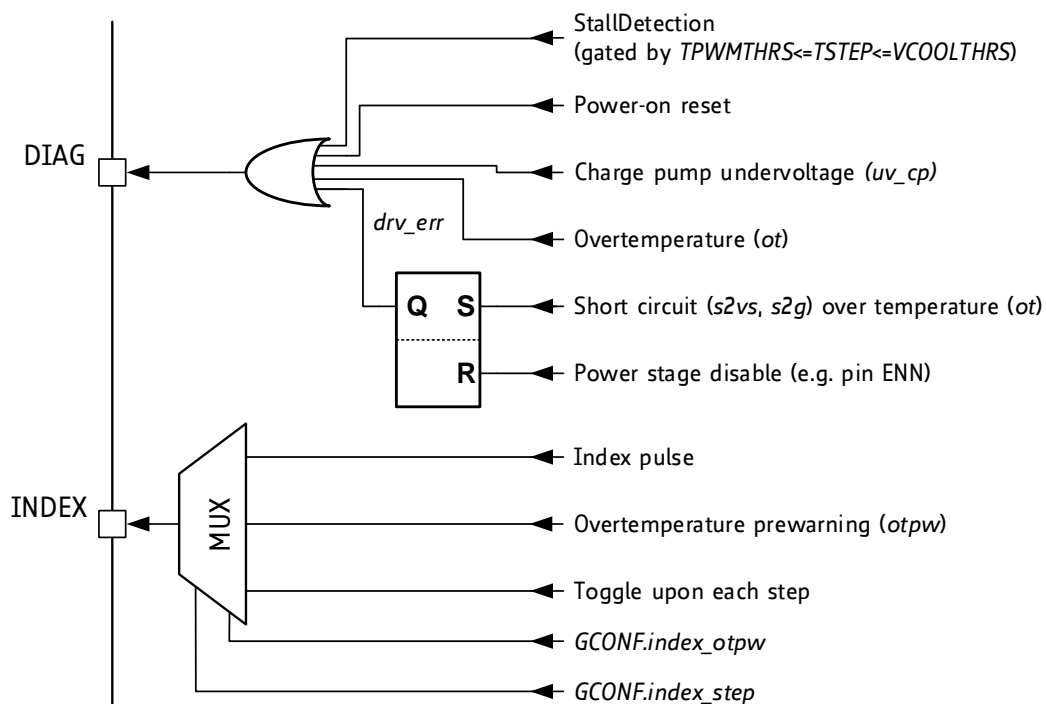 StallDetection
(gated by TPWMTHRS<=TSTEP<=VCOOLTHRS)
Power-on reset
DIAG
Charge pump undervoltage (uv_cp)
drv_err
Overtemperature (ot)
Q S
Short circuit (s2vs, s2g) over temperature (ot)
R
Power stage disable (e.g. pin ENN)
Index pulse
INDEX
MUX
Overtemperature prewarning (otpw)
Toggle upon each step
GCONF.index_otpw
GCONF.index_step